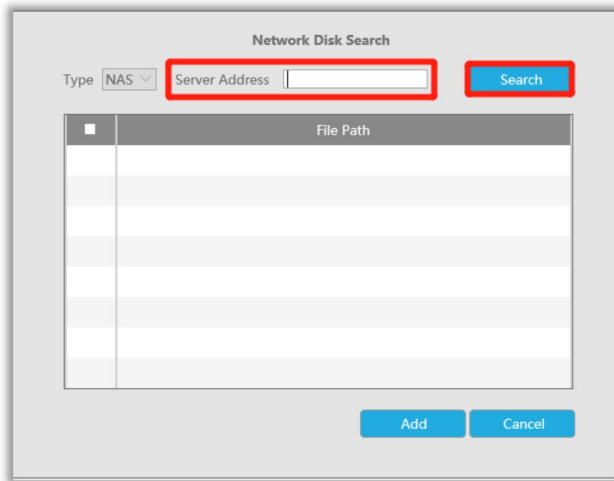 Network Disk Search
Type NAS Server Address Search
File Path
Add Cancel